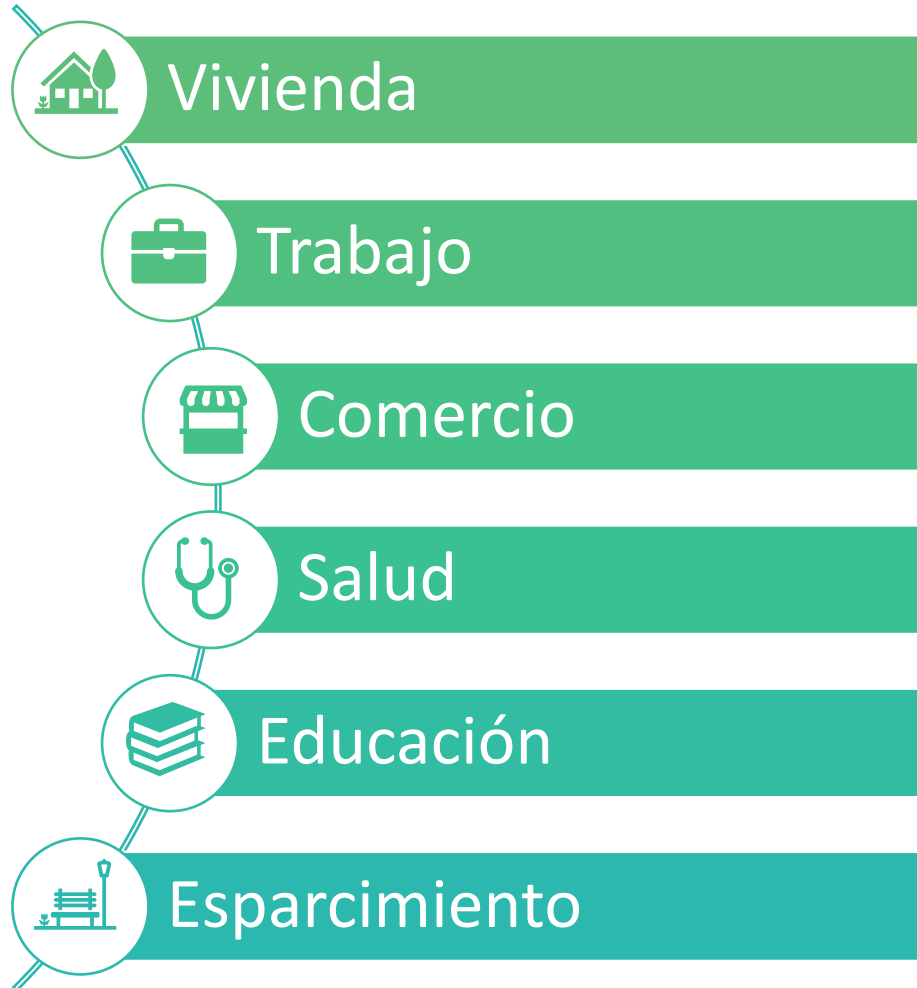 Vivienda
Trabajo
Comercio
Salud
Educación
Esparcimiento